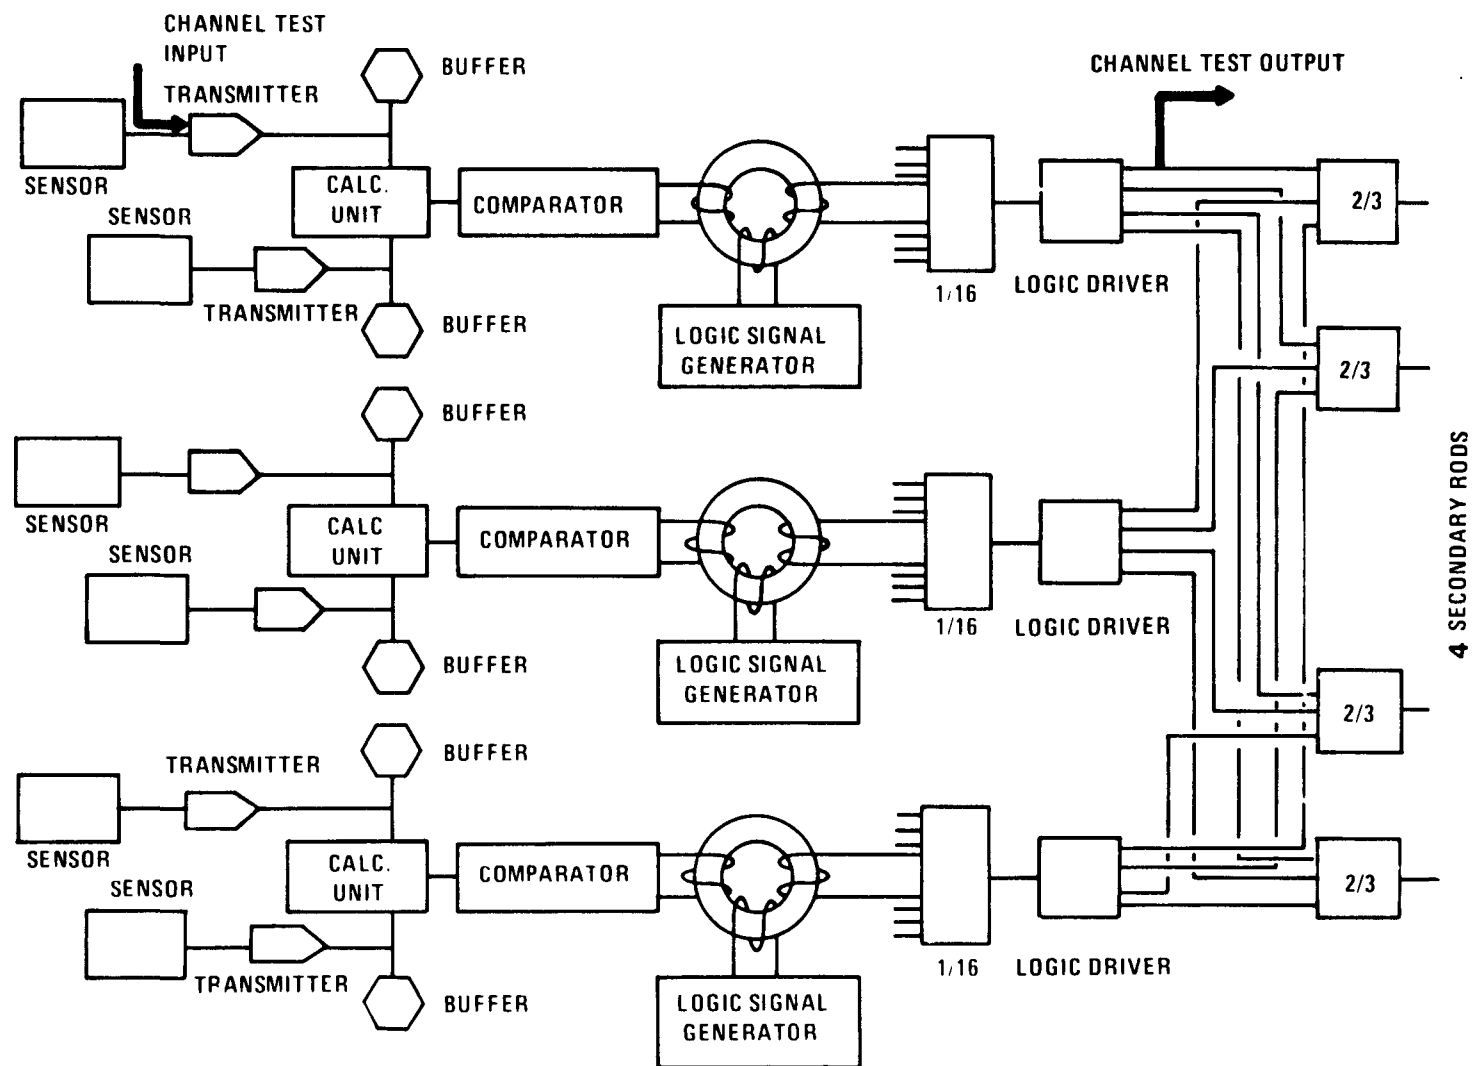 CHANNEL TEST
INPUT
TRANSMITTER
BUFFER
CHANNEL TEST OUTPUT
SENSOR
CALC.
UNIT
COMPARATOR
2/3
SENSOR
TRANSMITTER
BUFFER
LOGIC SIGNAL
GENERATOR
1/16
LOGIC DRIVER
2/3
BUFFER
SENSOR
SENSOR
CALC
UNIT
COMPARATOR
BUFFER
LOGIC SIGNAL
GENERATOR
1/16
LOGIC DRIVER
4 SECONDARY RODS
2/3
TRANSMITTER
BUFFER
SENSOR
SENSOR
CALC.
UNIT
COMPARATOR
2/3
TRANSMITTER
BUFFER
LOGIC SIGNAL
GENERATOR
1/16
LOGIC DRIVER